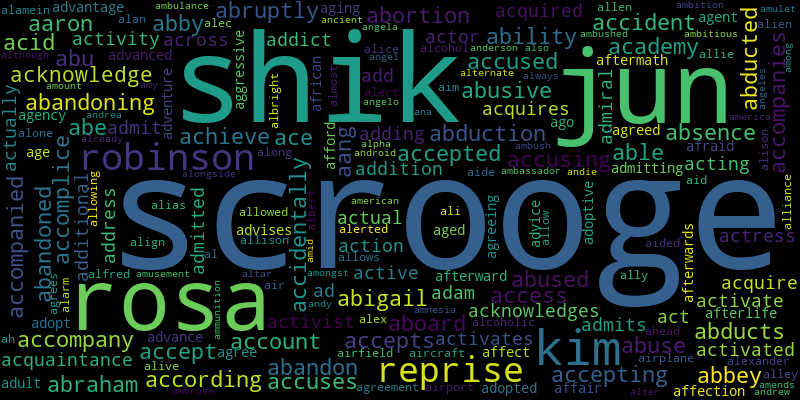 alamein advantage ambulance abby alec abruptly aging abortion acquired allen ambition amulet
aaron alan ancient angela actor ability accident agent alien
acid activity across addict aggressive alice alcohol anderson also ambushed ambitious
although abu advanced african angel academy allie among
acknowledge shik jun accused aftermath abducted accompanies
amount adventure albright almost add alert aim alternate always abusive admiral angeles
abandoning amy angelo ana acquires america
agency andrea abe admit achieve ace afford aang adding abduction ago agreed absence
actually alone already along alpha android accepted ambush afraid alison
age accomplice robinson addition accusing able acting
allowing additional alongside aide ambassador andie admitting aid alliance
accompanied abandoned address scrooge american adoptive
alias admitted allowed albert actual ali advice allow actress
align advises aged agreeing
allison accidentally amid alerted action aided afterwards
al allows
agrees alarm alfred amusement altar amongst active afterward abused ally acquire
rosa air ad abigail adam access afterlife activate
adopt ammunition andy amnesia acknowledges
activist alex aboard alcoholic admits act abducts
ah accompany advance account accepts activates kim ahead activated
acquaintance accept agree airfield aircraft affect abuse airplane alexander
alive abandon reprise accepting abbey alley
adult abraham according accuses agreement airport adopted affair alter affection amends
ambrose andrew